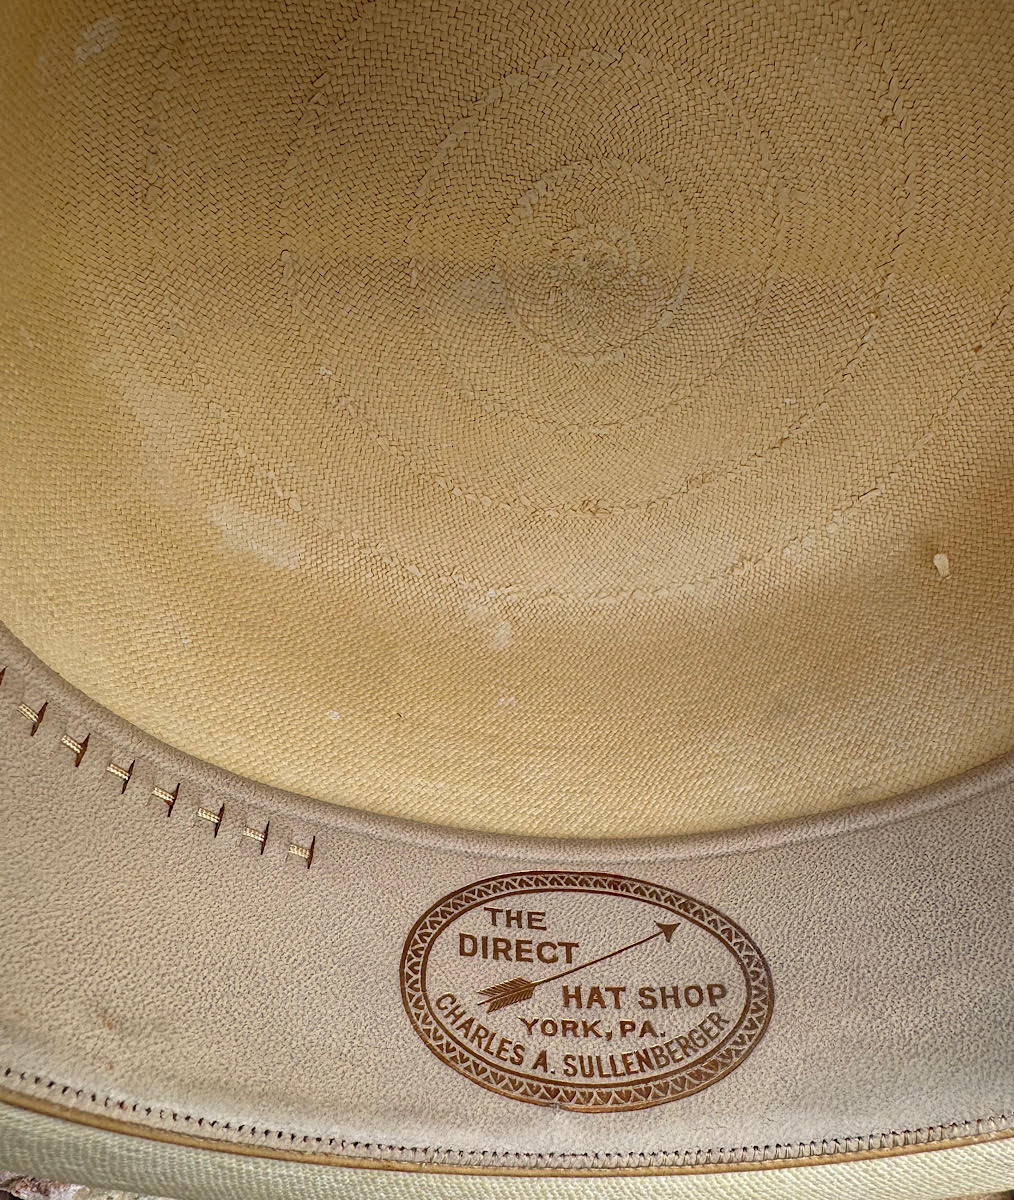 THE
DIRECT
HAT SHOP
YORK, PA.
CHARLES A. SULLENBERGER